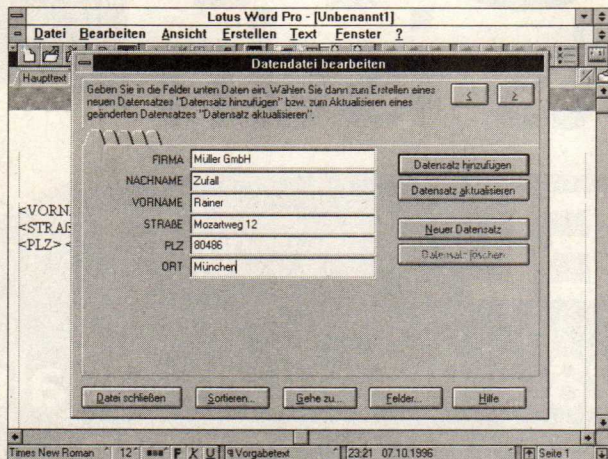 Lotus Word Pro - [Unbenannt1]
Datei Bearbeiten Ansicht Erstellen Text Fenster ?
Datendatei bearbeiten
Haupttext
Geben Sie in die Felder unten Daten ein. Wählen Sie dann zum Erstellen eines
neuen Datensatzes "Datensatz hinzufügen" bzw. zum Aktualisieren eines
geänderten Datensatzes "Datensatz aktualisieren".
< >
FIRMA Müller GmbH
NACHNAME Zufall
VORNAME Rainer
STRAßE Mozartweg 12
PLZ 80486
ORT München
Datensatz hinzufügen
Datensatz aktualisieren
Neuer Datensatz
Datensatz löschen
<VORN
<STRAß
<PLZ> <
Datei schließen Sortieren... Gehe zu... Felder... Hilfe
Times New Roman 12 F K U Vorgabetext 23:21 07.10.1996 Seite 1